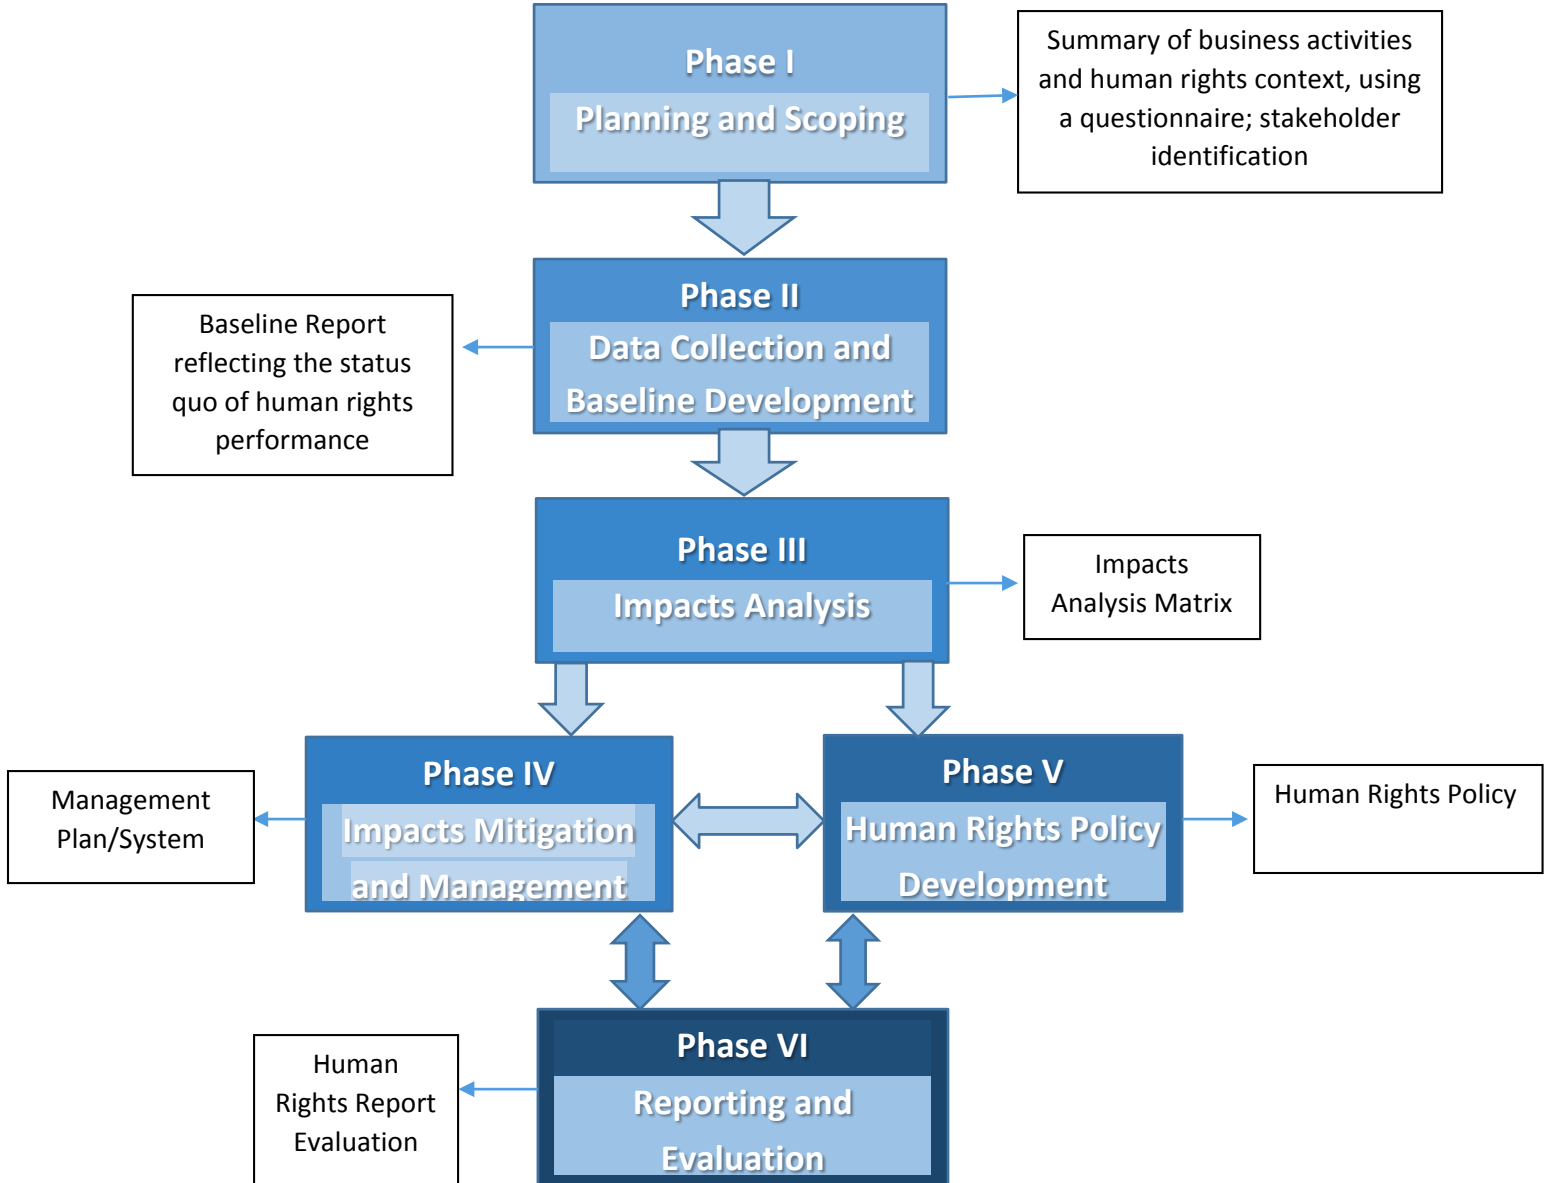 Phase I
Planning and Scoping
Summary of business activities
and human rights context, using
a questionnaire; stakeholder
identification
Phase II
Data Collection and
Baseline Development
Baseline Report
reflecting the status
quo of human rights
performance
Phase III
Impacts Analysis
Impacts
Analysis Matrix
Management
Plan/System
Phase IV
Impacts Mitigation
and Management
Phase V
Human Rights Policy
Development
Human Rights Policy
Human
Rights Report
Evaluation
Phase VI
Reporting and
Evaluation